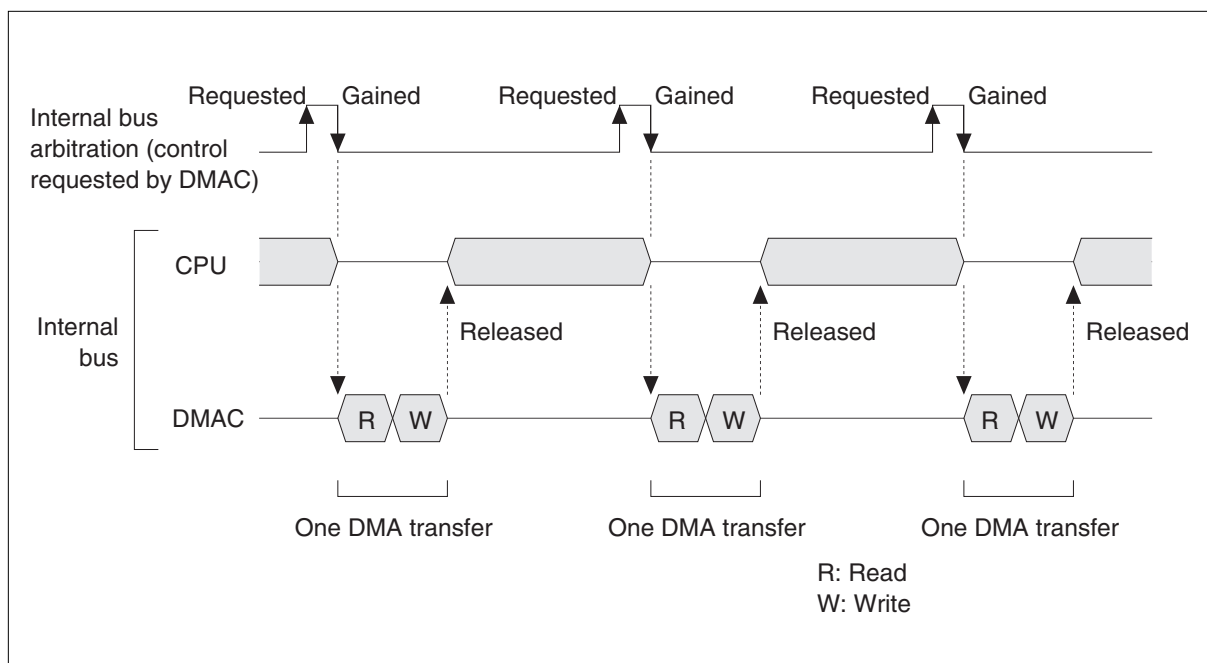 Requested Gained Requested Gained Requested Gained
Internal bus
arbitration (control
requested by DMAC)
CPU
Internal
bus
Released Released Released
DMAC R W R W R W
One DMA transfer One DMA transfer One DMA transfer
R: Read
W: Write